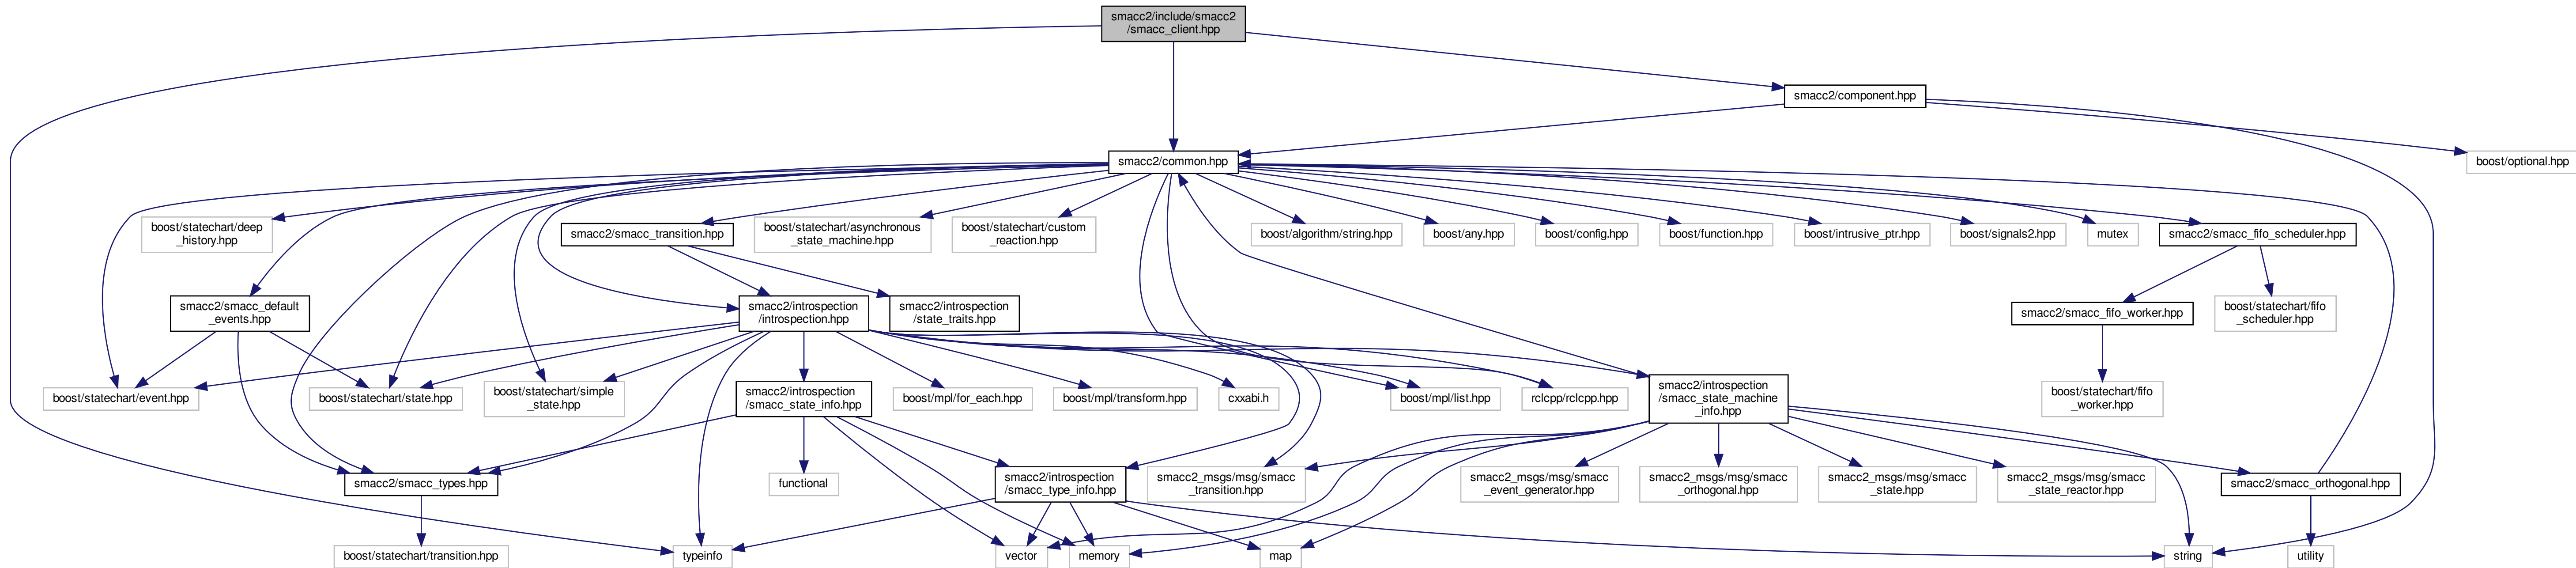 smacc2/include/smacc2
/smacc_client.hpp
smacc2/component.hpp
smacc2/common.hpp
boost/optional.hpp
boost/statechart/deep
_history.hpp
smacc2/smacc_transition.hpp
boost/statechart/asynchronous
_state_machine.hpp
boost/statechart/custom
_reaction.hpp
boost/algorithm/string.hpp
boost/any.hpp
boost/config.hpp
boost/function.hpp
boost/intrusive_ptr.hpp
boost/signals2.hpp
mutex
smacc2/smacc_fifo_scheduler.hpp
smacc2/smacc_default
_events.hpp
smacc2/introspection
/introspection.hpp
smacc2/introspection
/state_traits.hpp
smacc2/smacc_fifo_worker.hpp
boost/statechart/fifo
_scheduler.hpp
boost/statechart/event.hpp
boost/statechart/state.hpp
boost/statechart/simple
_state.hpp
smacc2/introspection
/smacc_state_info.hpp
boost/mpl/for_each.hpp
boost/mpl/transform.hpp
cxxabi.h
boost/mpl/list.hpp
rclcpp/rclcpp.hpp
smacc2/introspection
/smacc_state_machine
_info.hpp
boost/statechart/fifo
_worker.hpp
smacc2/smacc_types.hpp
functional
smacc2/introspection
/smacc_type_info.hpp
smacc2_msgs/msg/smacc
_transition.hpp
smacc2_msgs/msg/smacc
_event_generator.hpp
smacc2_msgs/msg/smacc
_orthogonal.hpp
smacc2_msgs/msg/smacc
_state.hpp
smacc2_msgs/msg/smacc
_state_reactor.hpp
smacc2/smacc_orthogonal.hpp
boost/statechart/transition.hpp
typeinfo
vector
memory
map
string
utility